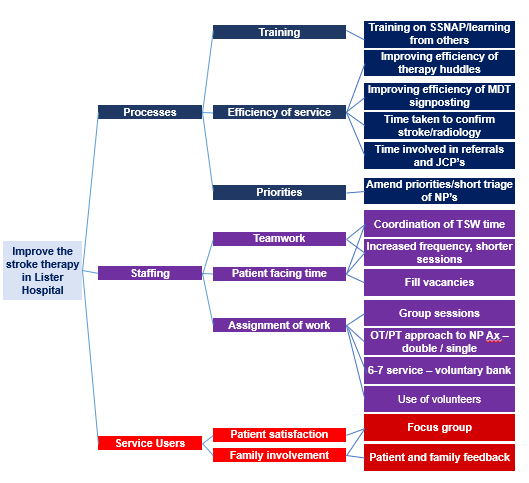 Improve the
stroke therapy
in Lister
Hospital
Processes
Staffing
Service Users
Training
Efficiency of service
Priorities
Teamwork
Patient facing time
Assignment of work
Patient satisfaction
Family involvement
Training on SSNAP/learning
from others
Improving efficiency of
therapy huddles
Improving efficiency of MDT
signposting
Time taken to confirm
stroke/radiology
Time involved in referrals
and JCP's
Amend priorities/short triage
of NP's
Coordination of TSW time
Increased frequency, shorter
sessions
Fill vacancies
Group sessions
OT/PT approach to NP Ax –
double / single
6-7 service – voluntary bank
Use of volunteers
Focus group
Patient and family feedback